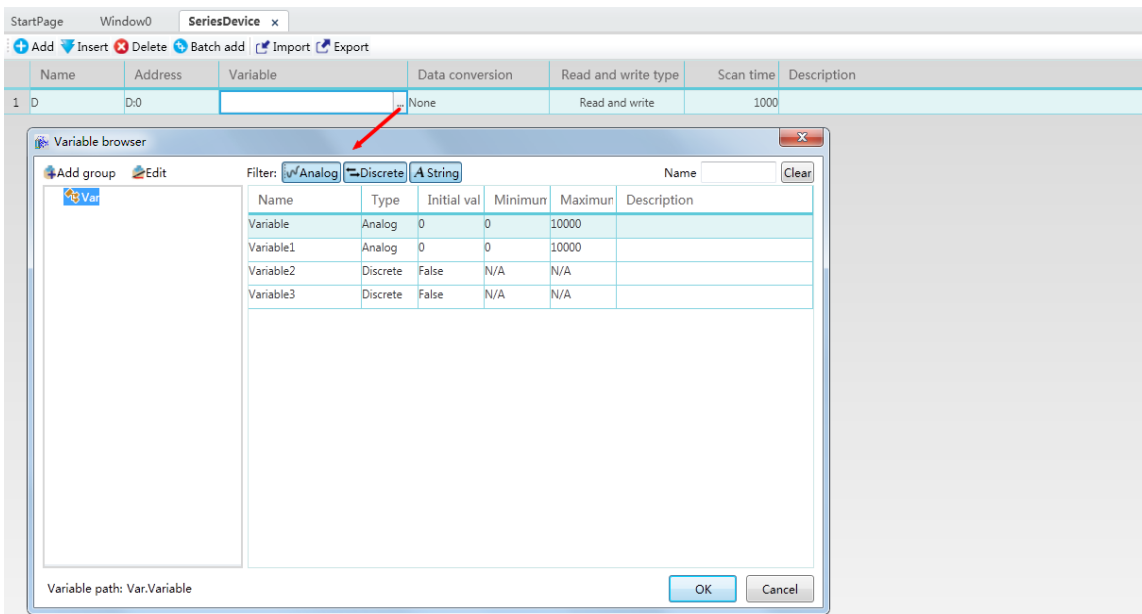 StartPage Window0 SeriesDevice x
Add Insert Delete Batch add Import Export
Name Address Variable Data conversion Read and write type Scan time Description
1 D D:0 ... None Read and write 1000
Variable browser x
Add group Edit Filter: Analog Discrete A String Name Clear
Var
Name Type Initial val Minimum Maximum Description
Variable Analog 0 0 10000
Variable1 Analog 0 0 10000
Variable2 Discrete False N/A N/A
Variable3 Discrete False N/A N/A
Variable path: Var.Variable OK Cancel